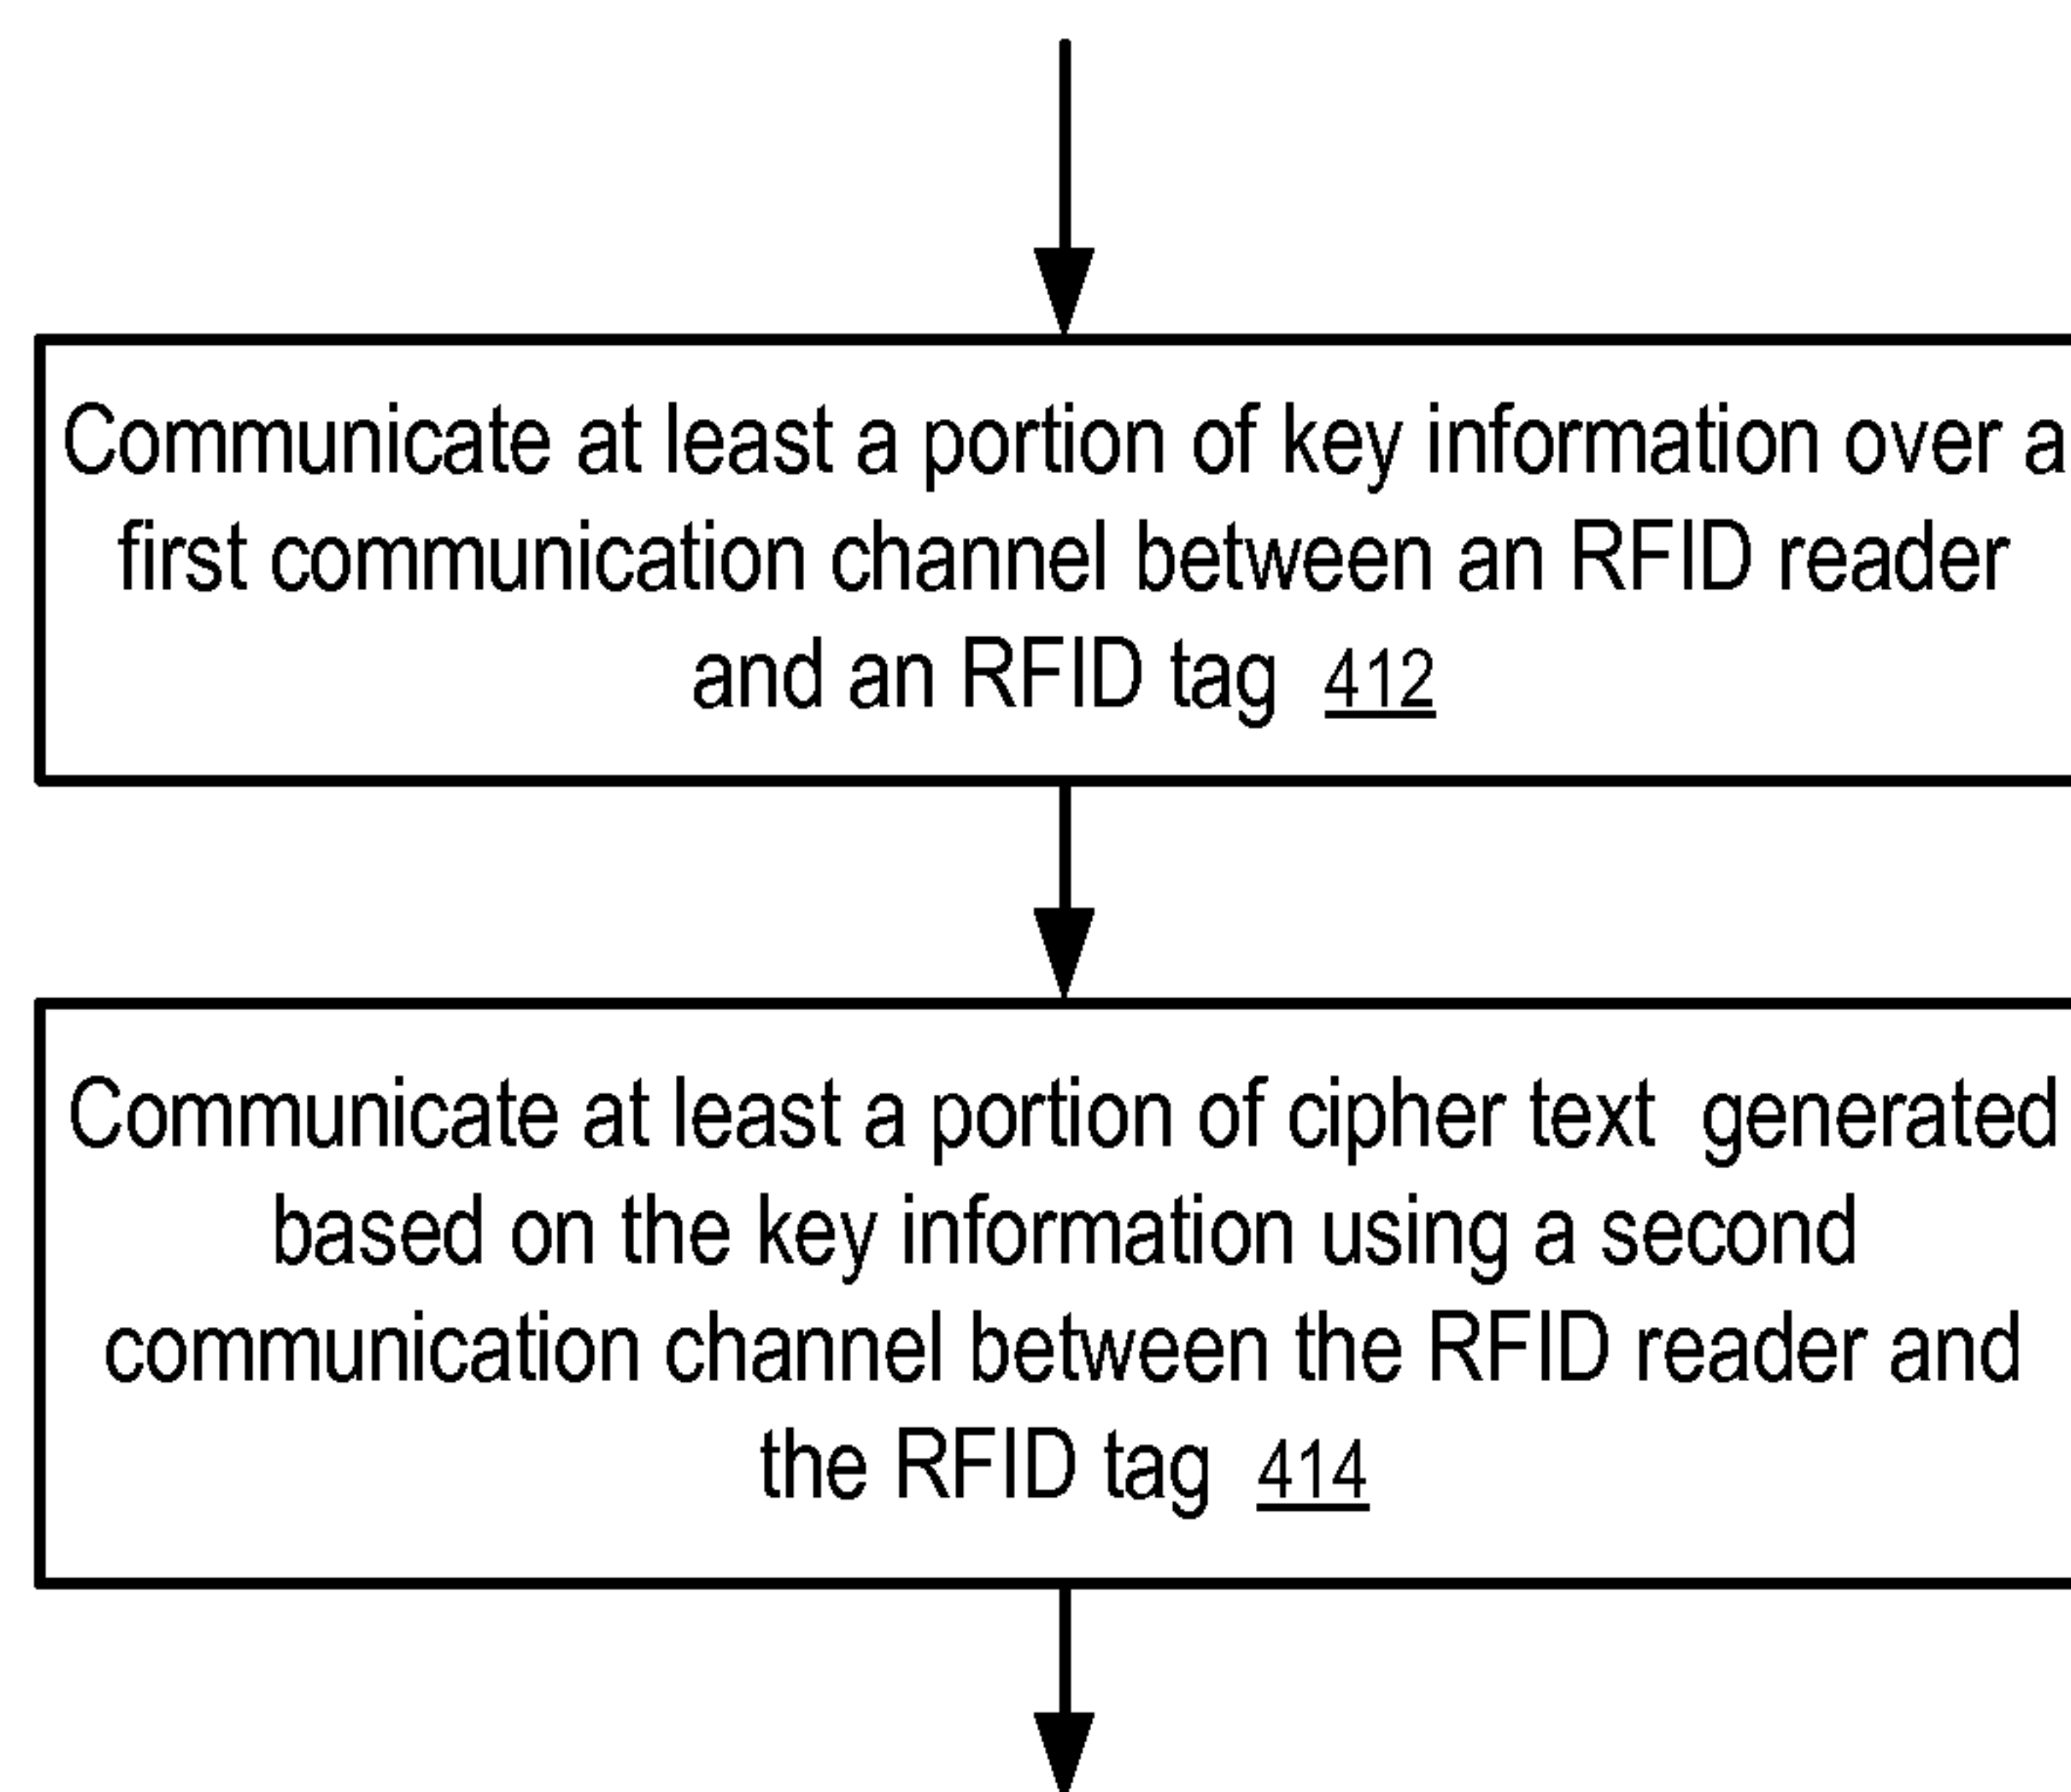 Communicate at least a portion of key information over a
first communication channel between an RFID reader
and an RFID tag 412
Communicate at least a portion of cipher text generated
based on the key information using a second
communication channel between the RFID reader and
the RFID tag 414